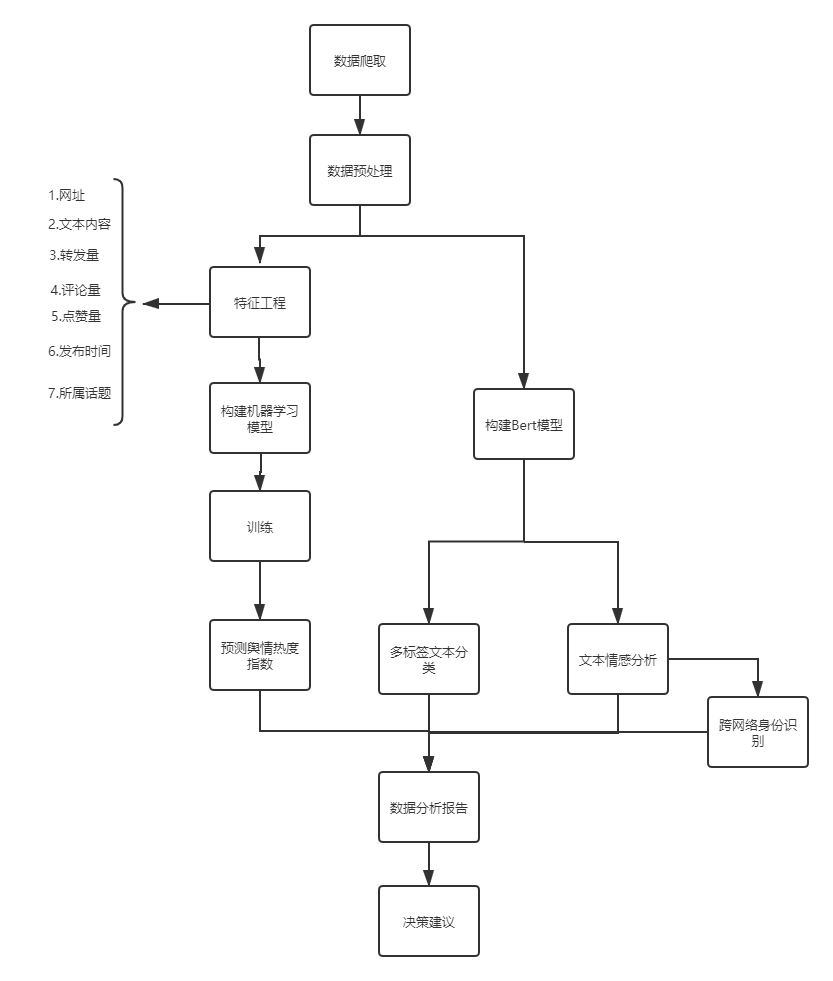 数据爬取
数据预处理
1.网址
2.文本内容
3.转发量
4.评论量
5.点赞量
6.发布时间
7.所属话题
特征工程
构建机器学习
模型
构建Bert模型
训练
预测舆情热度
指数
多标签文本分
类
文本情感分析
跨网络身份识
别
数据分析报告
决策建议